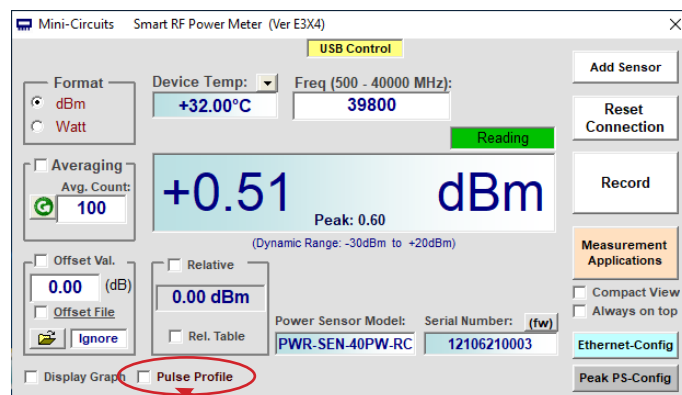 Mini-Circuits Smart RF Power Meter (Ver E3X4)
USB Control
Format
dBm
Watt
Device Temp:
+32.00°C
Freq (500 - 40000 MHz):
39800
Reading
Averaging
Avg. Count:
100
+0.51 dBm
Peak: 0.60
(Dynamic Range: -30dBm to +20dBm)
Offset Val.
0.00 (dB)
Offset File
Ignore
Relative
0.00 dBm
Rel. Table
Power Sensor Model:
PWR-SEN-40PW-RC
Serial Number: (fw)
12106210003
Display Graph
Pulse Profile
Add Sensor
Reset
Connection
Record
Measurement
Applications
Compact View
Always on top
Ethernet-Config
Peak PS-Config